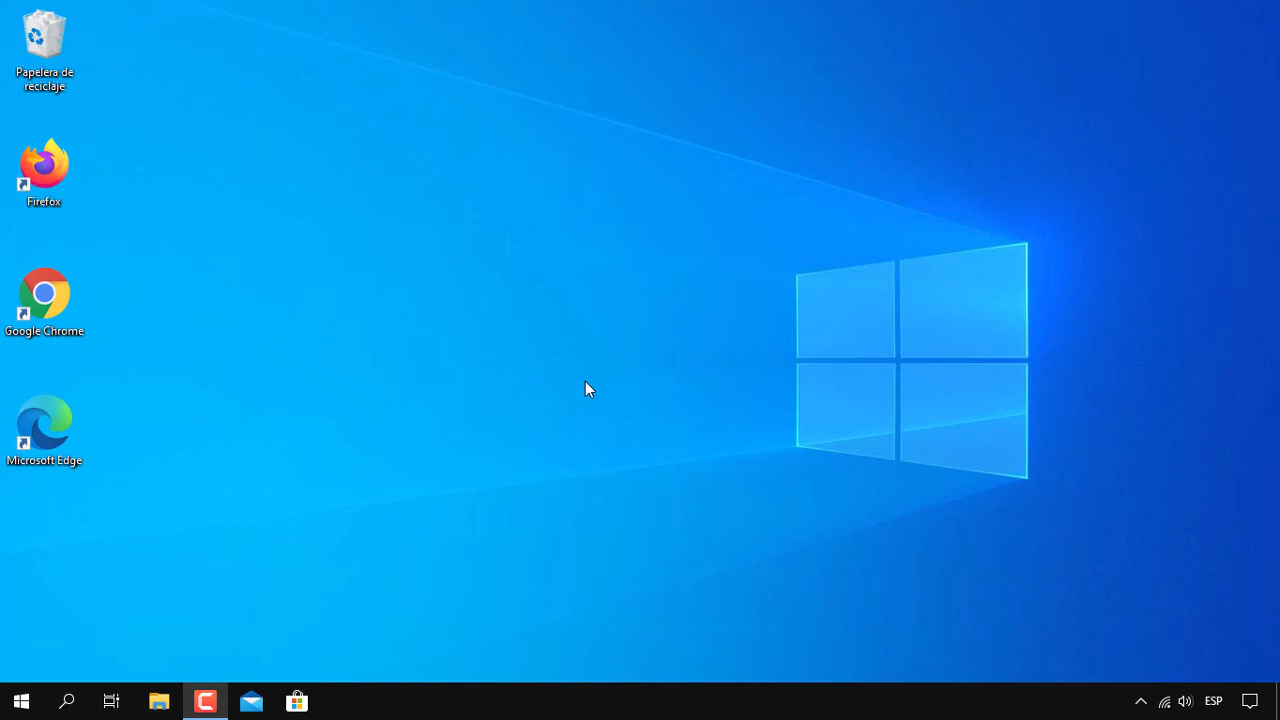 Papelera de
reciclaje
Firefox
Google Chrome
Microsoft Edge
ESP